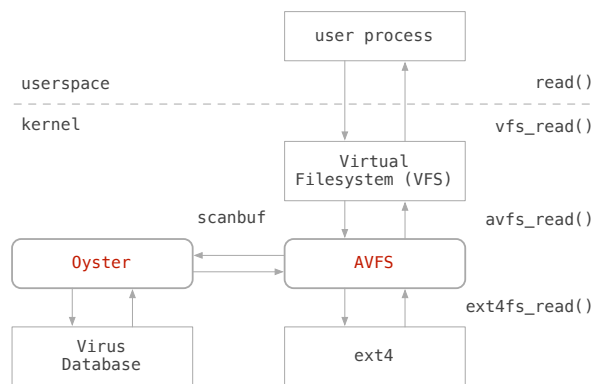 user process
userspace
read()
kernel
vfs_read()
Virtual
Filesystem (VFS)
scanbuf
avfs_read()
Oyster
AVFS
ext4fs_read()
Virus
Database
ext4